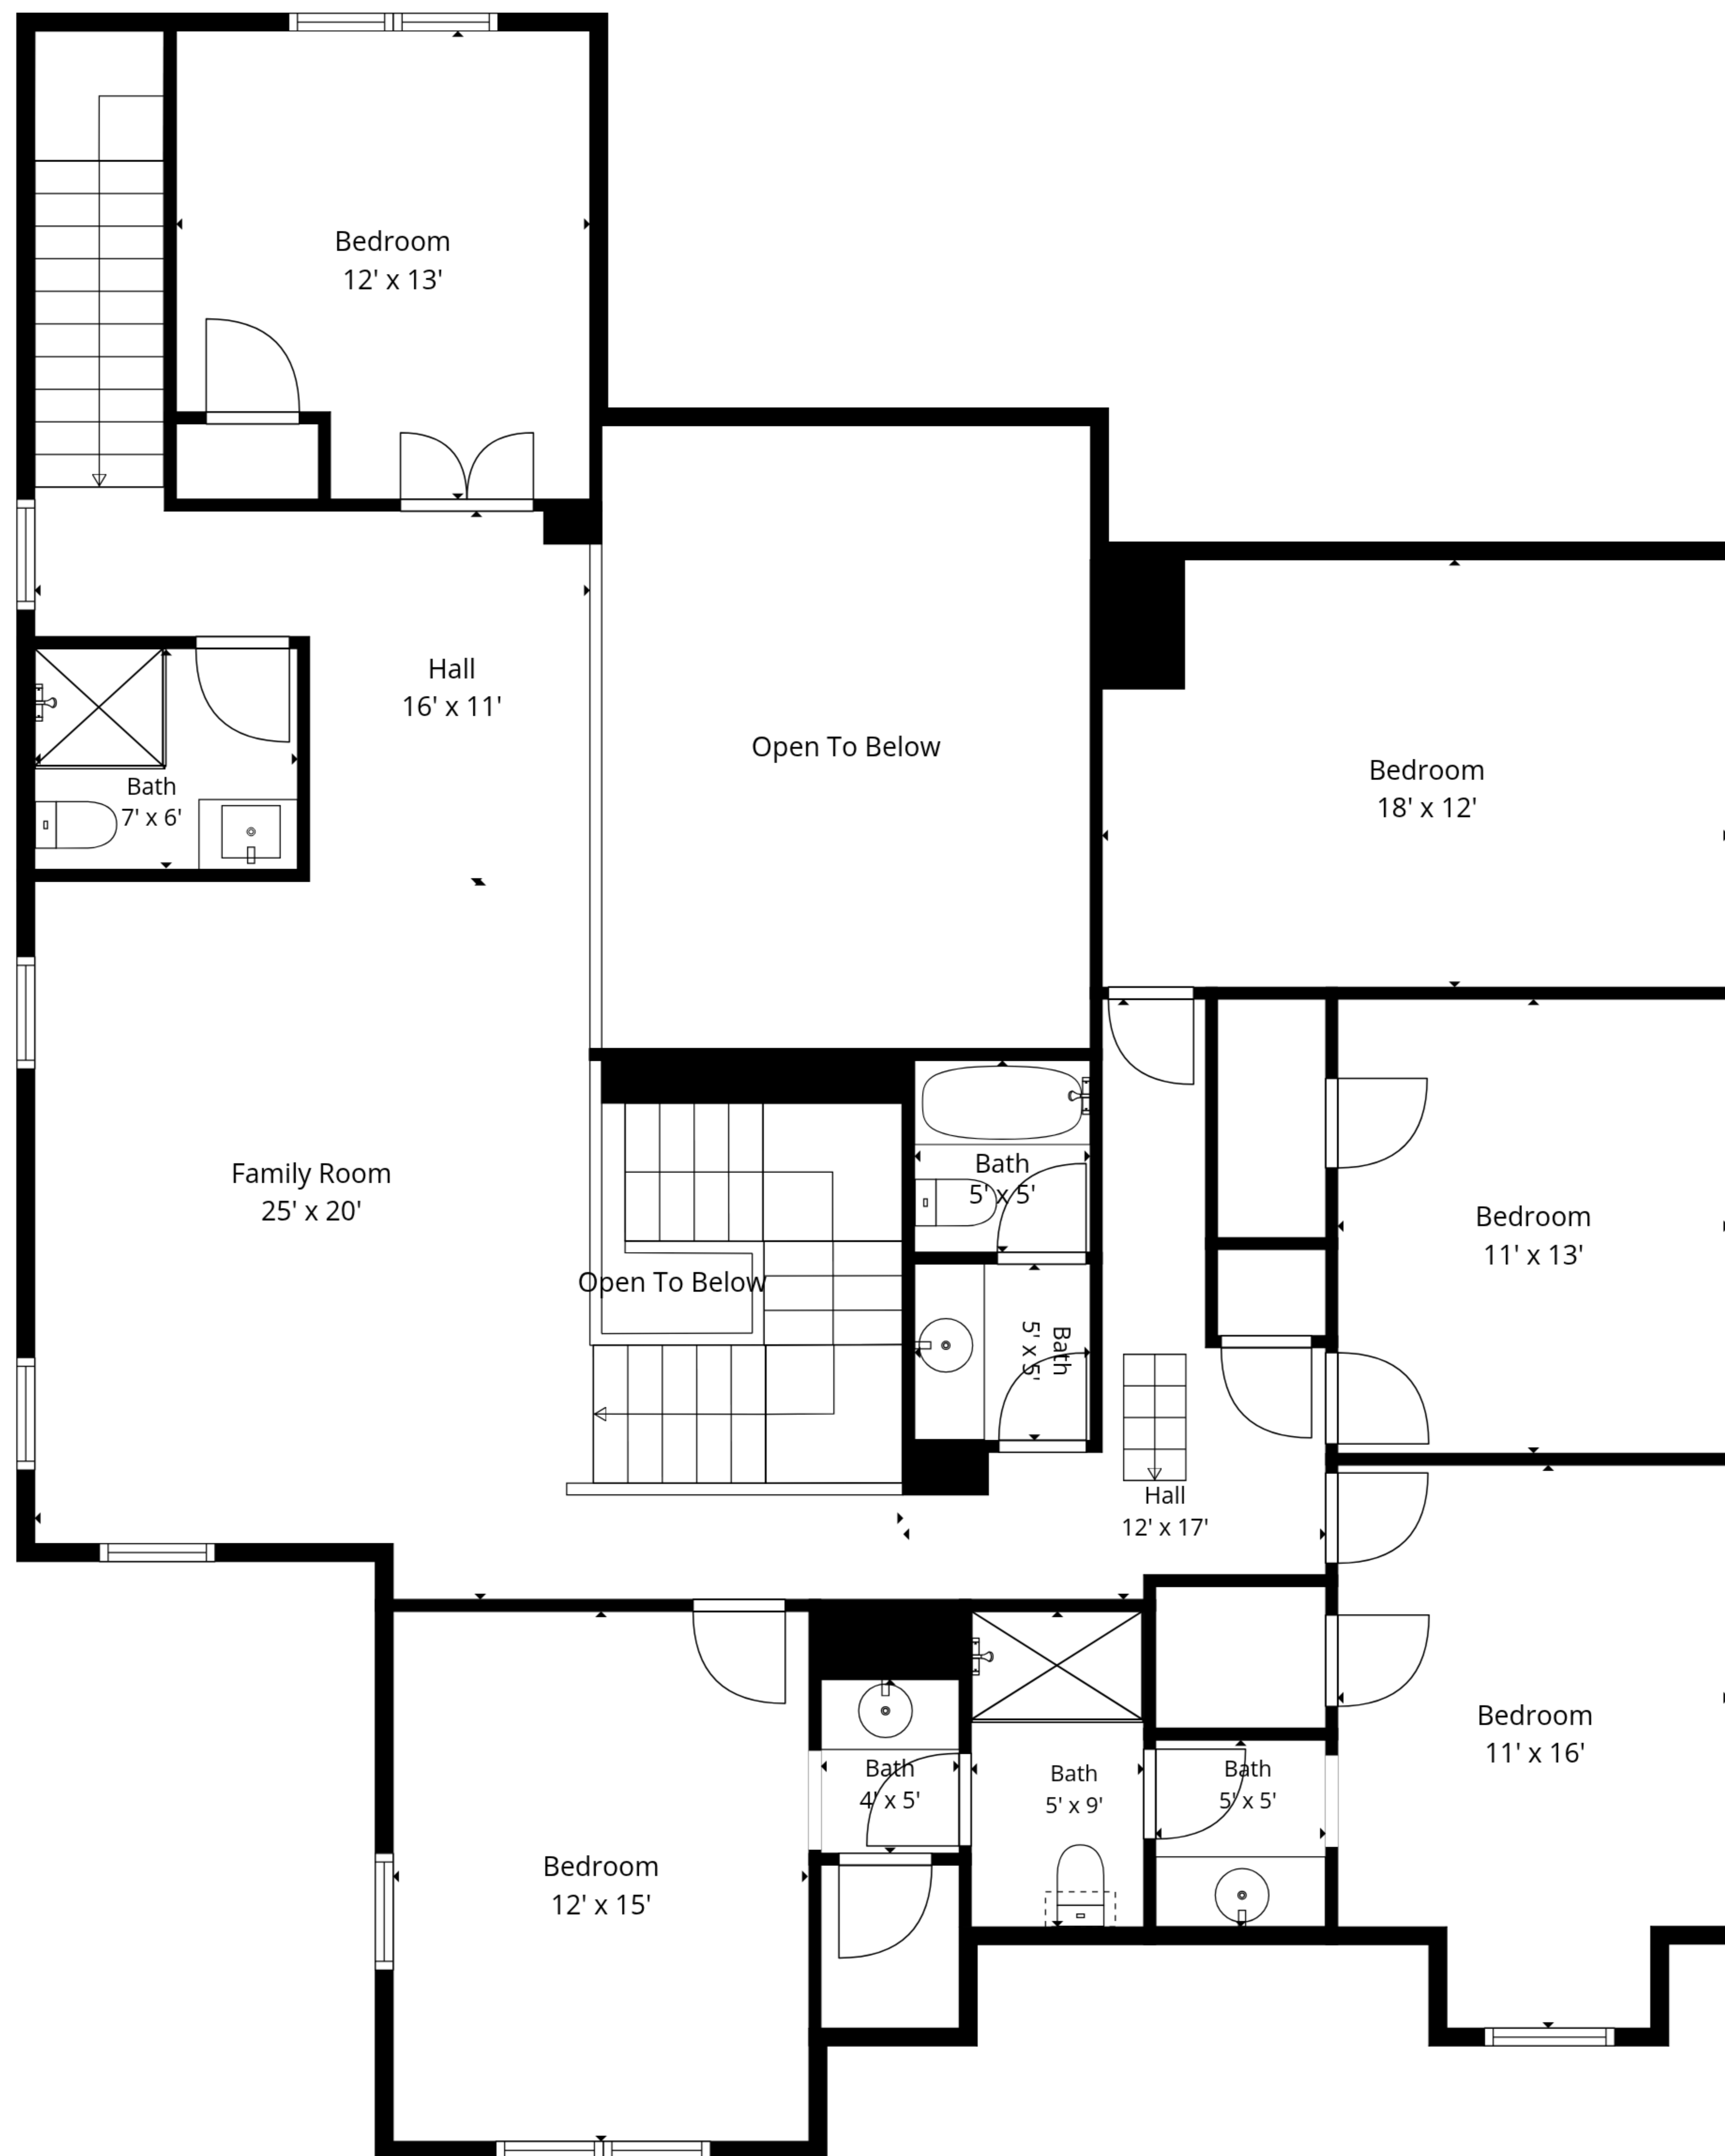 Bedroom
12' x 13'
Hall
16' x 11'
Open To Below
Bedroom
18' x 12'
Bath
7' x 6'
Family Room
25' x 20'
Bath
5' x 5'
Bedroom
11' x 13'
Open To Below
Bath
5' x 5'
Hall
12' x 17'
Bedroom
11' x 16'
Bath
4' x 5'
Bath
5' x 9'
Bath
5' x 5'
Bedroom
12' x 15'